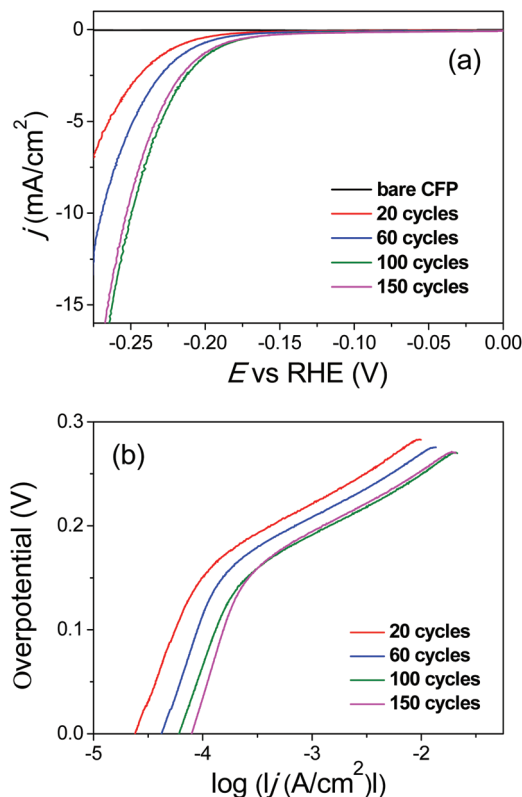 (a)
0
-5
-10
-15
j (mA/cm²)
bare CFP
20 cycles
60 cycles
100 cycles
150 cycles
-0.25 -0.20 -0.15 -0.10 -0.05 0.00
E vs RHE (V)
(b)
0.3
0.2
0.1
0.0
Overpotential (V)
20 cycles
60 cycles
100 cycles
150 cycles
-5 -4 -3 -2
log (|j (A/cm²)|)